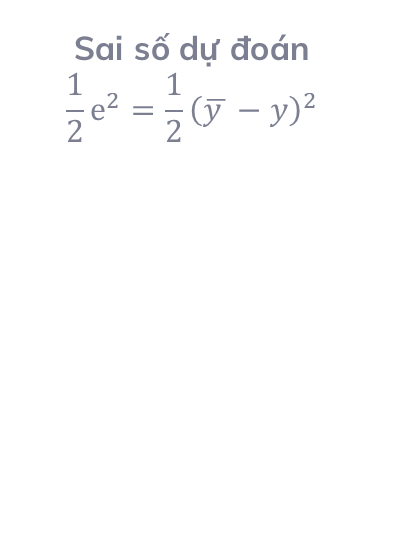 Sai số dự đoán
1/2 e² = 1/2 (y̅ − y)²